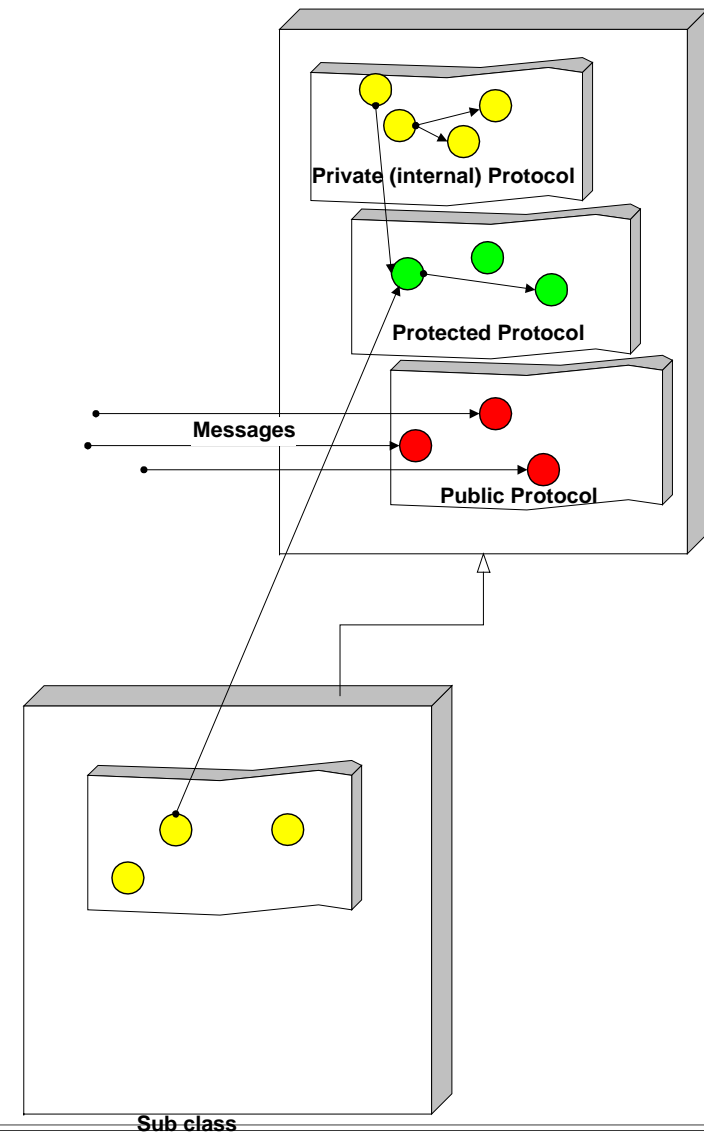 Private (internal) Protocol
Protected Protocol
Messages
Public Protocol
Sub class